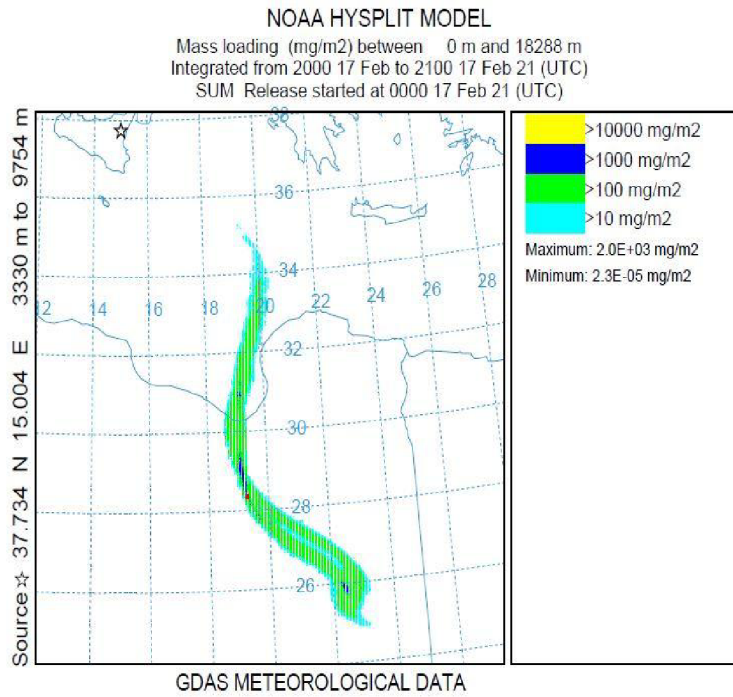 NOAA HYSPLIT MODEL
Mass loading (mg/m2) between 0 m and 18288 m
Integrated from 2000 17 Feb to 2100 17 Feb 21 (UTC)
SUM Release started at 0000 17 Feb 21 (UTC)
Source ☆ 37.734 N 15.004 E 3330 m to 9754 m
38
36
34
12 14 16 18 20 22 24 26 28
32
30
28
26
>10000 mg/m2
>1000 mg/m2
>100 mg/m2
>10 mg/m2
Maximum: 2.0E+03 mg/m2
Minimum: 2.3E-05 mg/m2
GDAS METEOROLOGICAL DATA